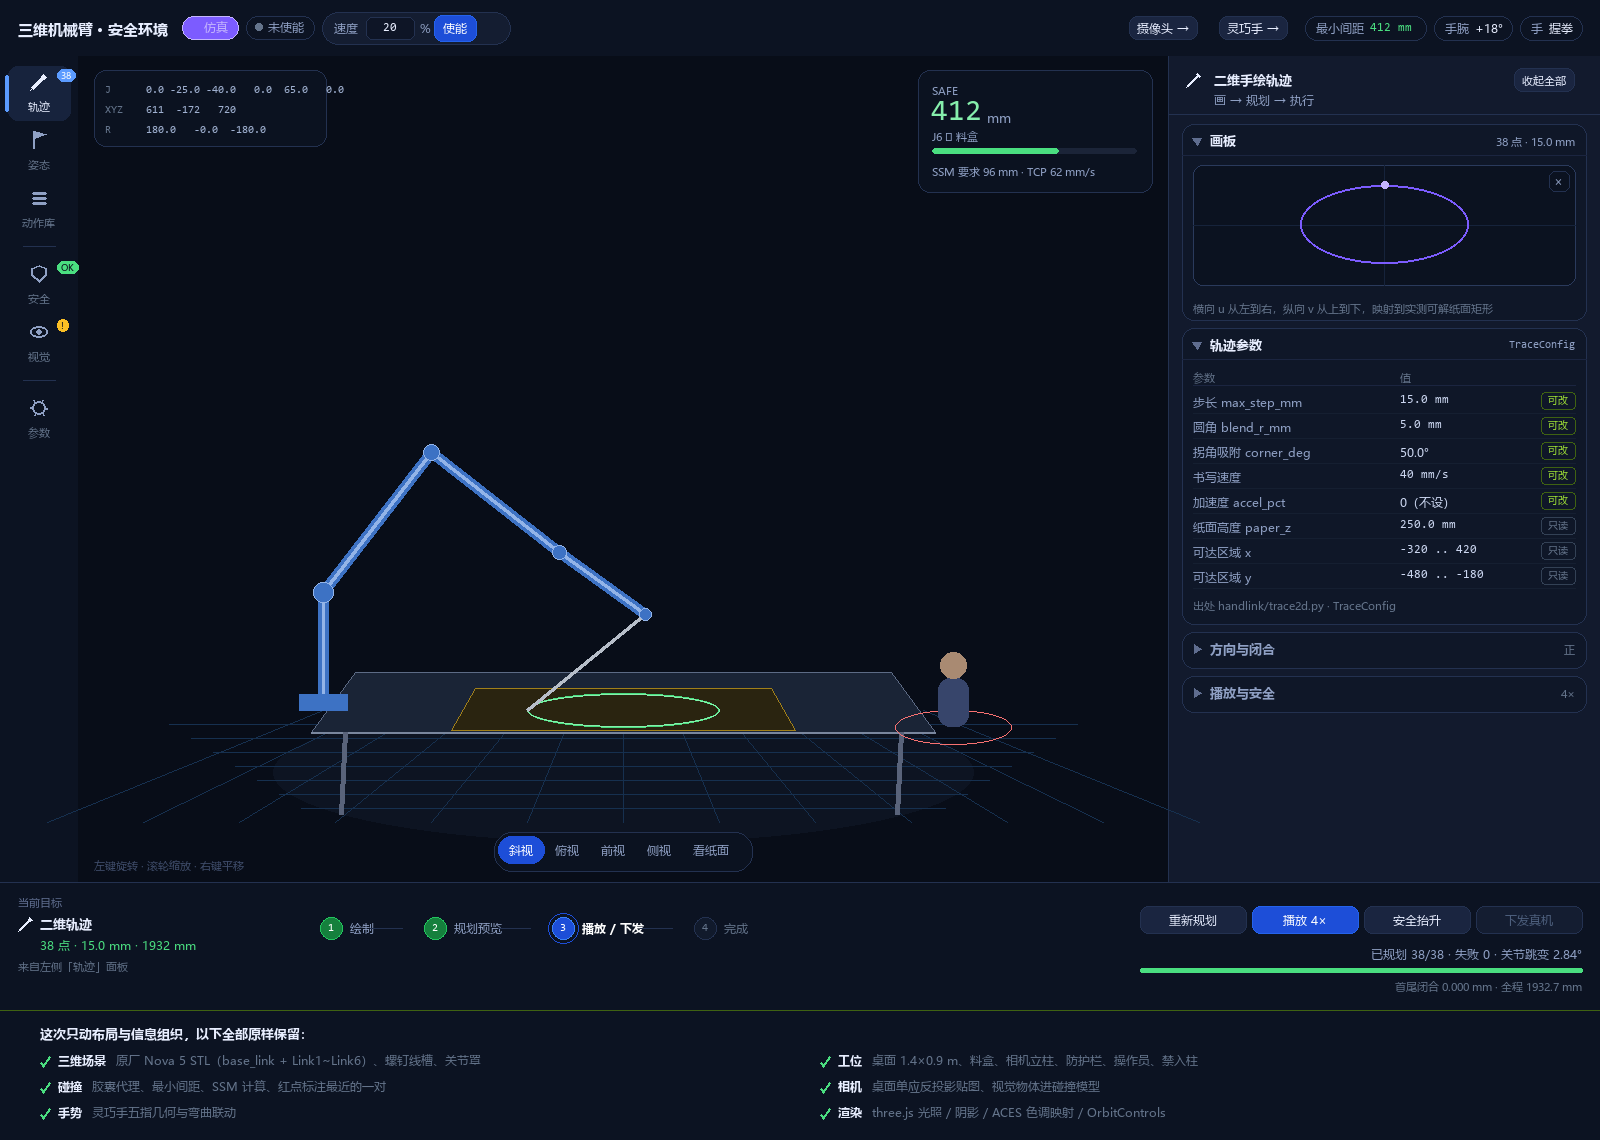 三维机械臂 • 安全环境 仿真 未使能 速度 20 % 使能 摄像头 → 灵巧手 → 最小间距 412 mm 手腕 +18° 手 握拳
38
轨迹
姿态
动作库
OK
安全
!
视觉
参数
J 0.0 -25.0 -40.0 0.0 65.0 0.0
XYZ 611 -172 720
R 180.0 -0.0 -180.0
SAFE
412 mm
J6 料盒
SSM 要求 96 mm · TCP 62 mm/s
左键旋转 · 滚轮缩放 · 右键平移
斜视 俯视 前视 侧视 看纸面
二维手绘轨迹 收起全部
画 → 规划 → 执行
画板 38 点 · 15.0 mm
×
横向 u 从左到右，纵向 v 从上到下，映射到实测可解纸面矩形
轨迹参数 TraceConfig
参数 值
步长 max_step_mm 15.0 mm 可改
圆角 blend_r_mm 5.0 mm 可改
拐角吸附 corner_deg 50.0° 可改
书写速度 40 mm/s 可改
加速度 accel_pct 0（不设） 可改
纸面高度 paper_z 250.0 mm 只读
可达区域 x -320 .. 420 只读
可达区域 y -480 .. -180 只读
出处 handlink/trace2d.py · TraceConfig
方向与闭合 正
播放与安全 4×
当前目标
二维轨迹
38 点 · 15.0 mm · 1932 mm
来自左侧「轨迹」面板
1 绘制 2 规划预览 3 播放 / 下发 4 完成
重新规划 播放 4× 安全抬升 下发真机
已规划 38/38 · 失败 0 · 关节跳变 2.84°
首尾闭合 0.000 mm · 全程 1932.7 mm
这次只动布局与信息组织，以下全部原样保留：
三维场景 原厂 Nova 5 STL（base_link + Link1~Link6）、螺钉线槽、关节罩
工位 桌面 1.4×0.9 m、料盒、相机立柱、防护栏、操作员、禁入柱
碰撞 胶囊代理、最小间距、SSM 计算、红点标注最近的一对
相机 桌面单应反投影贴图、视觉物体进碰撞模型
手势 灵巧手五指几何与弯曲联动
渲染 three.js 光照 / 阴影 / ACES 色调映射 / OrbitControls